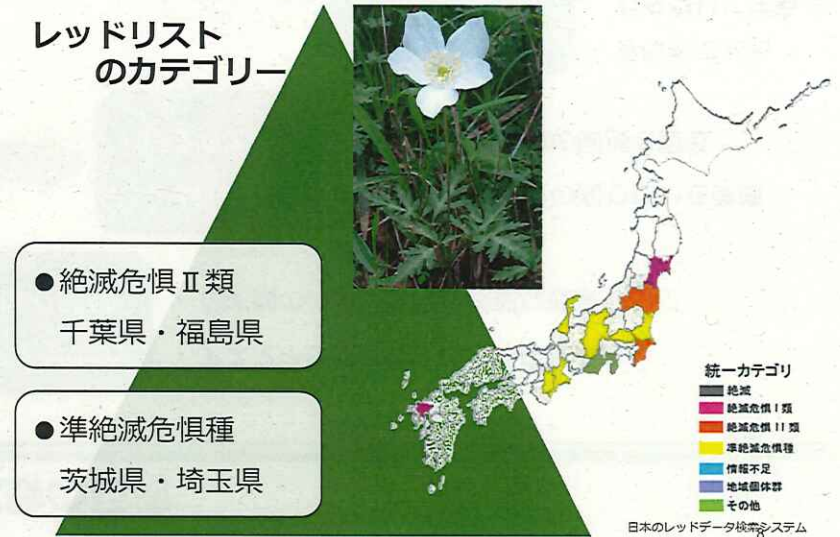 レッドリスト
のカテゴリー
●絶滅危惧Ⅱ類
千葉県・福島県
●準絶滅危惧種
茨城県・埼玉県
統一カテゴリ
絶滅
絶滅危惧Ⅰ類
絶滅危惧ⅠⅠ類
準絶滅危惧種
情報不足
地域個体群
その他
日本のレッドデータ検索システム